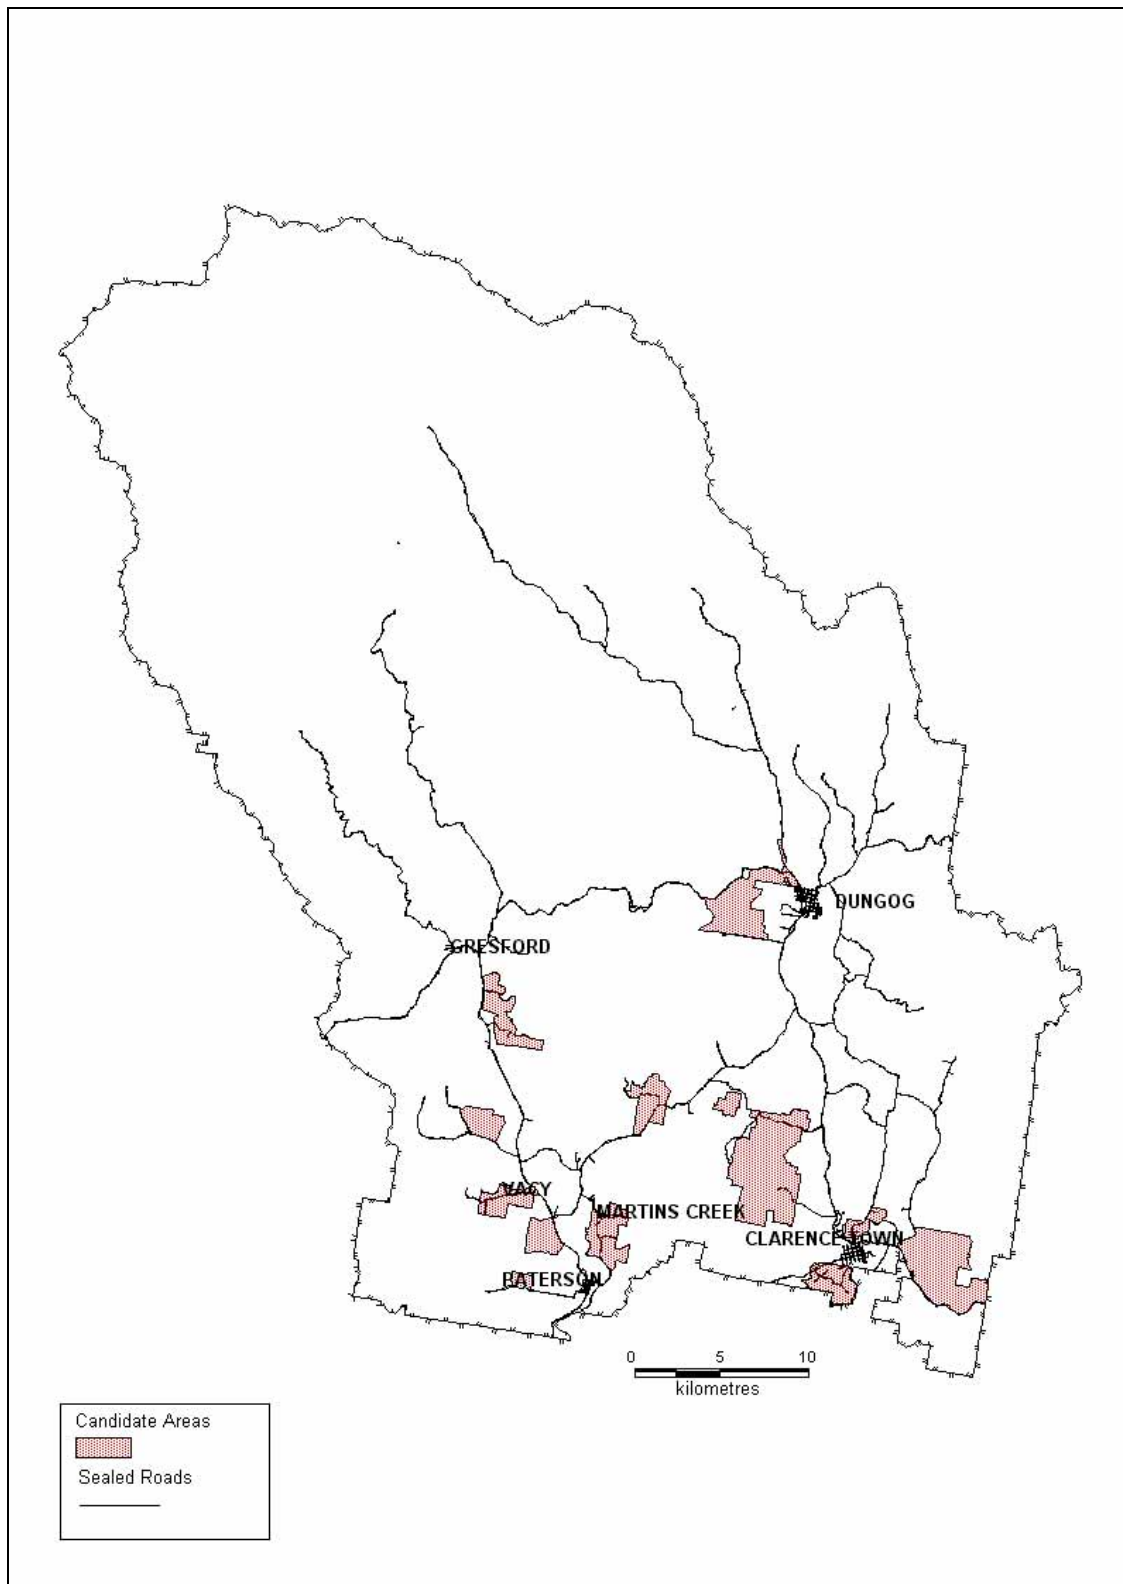 DUNGOG
GRESFORD
VACY
MARTINS CREEK
CLARENCE TOWN
PATERSON
0 5 10
kilometres
Candidate Areas
Sealed Roads